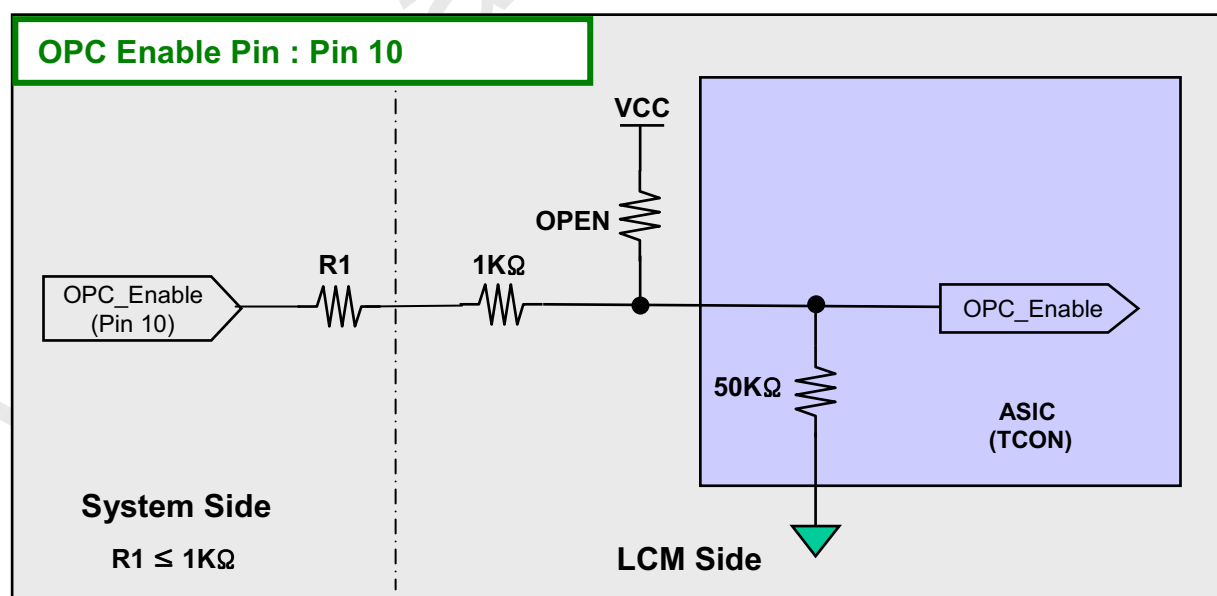 OPC Enable Pin : Pin 10
VCC
OPEN
R1
1KΩ
OPC_Enable
(Pin 10)
OPC_Enable
50KΩ
ASIC
(TCON)
System Side
R1 ≤ 1KΩ
LCM Side